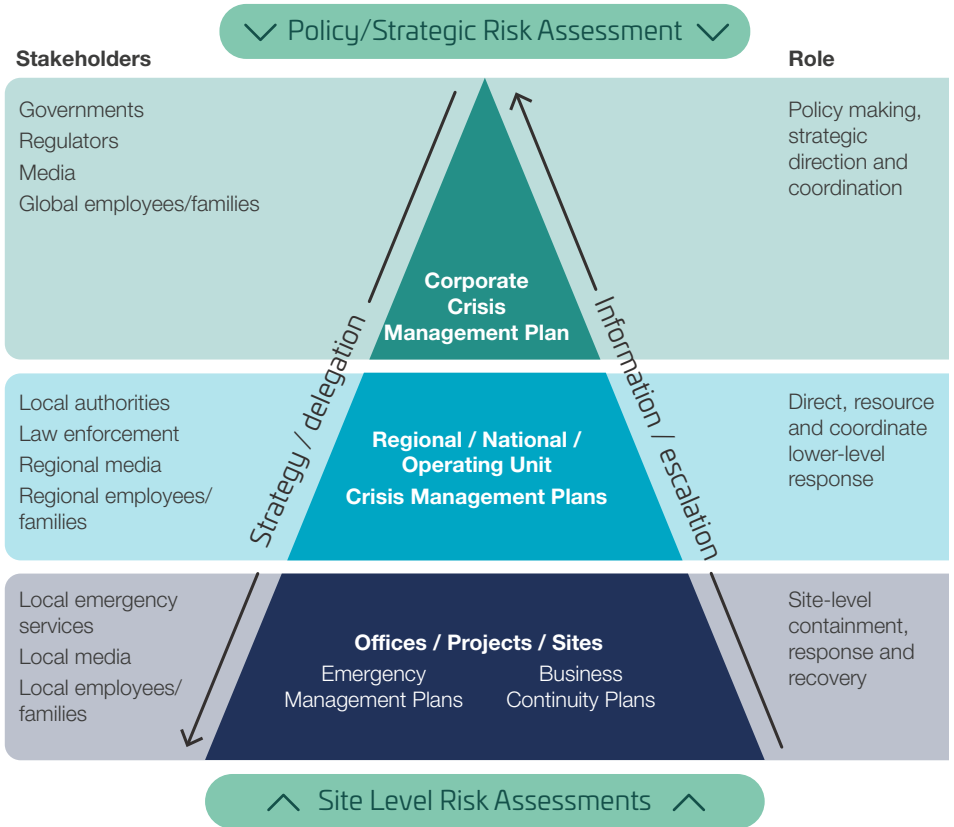 Policy/Strategic Risk Assessment
Stakeholders
Role
Governments
Regulators
Media
Global employees/families
Policy making,
strategic
direction and
coordination
Corporate
Crisis
Management Plan
Strategy / delegation
Information / escalation
Local authorities
Law enforcement
Regional media
Regional employees/
families
Regional / National /
Operating Unit
Crisis Management Plans
Direct, resource
and coordinate
lower-level
response
Local emergency
services
Local media
Local employees/
families
Offices / Projects / Sites
Emergency
Management Plans
Business
Continuity Plans
Site-level
containment,
response and
recovery
Site Level Risk Assessments